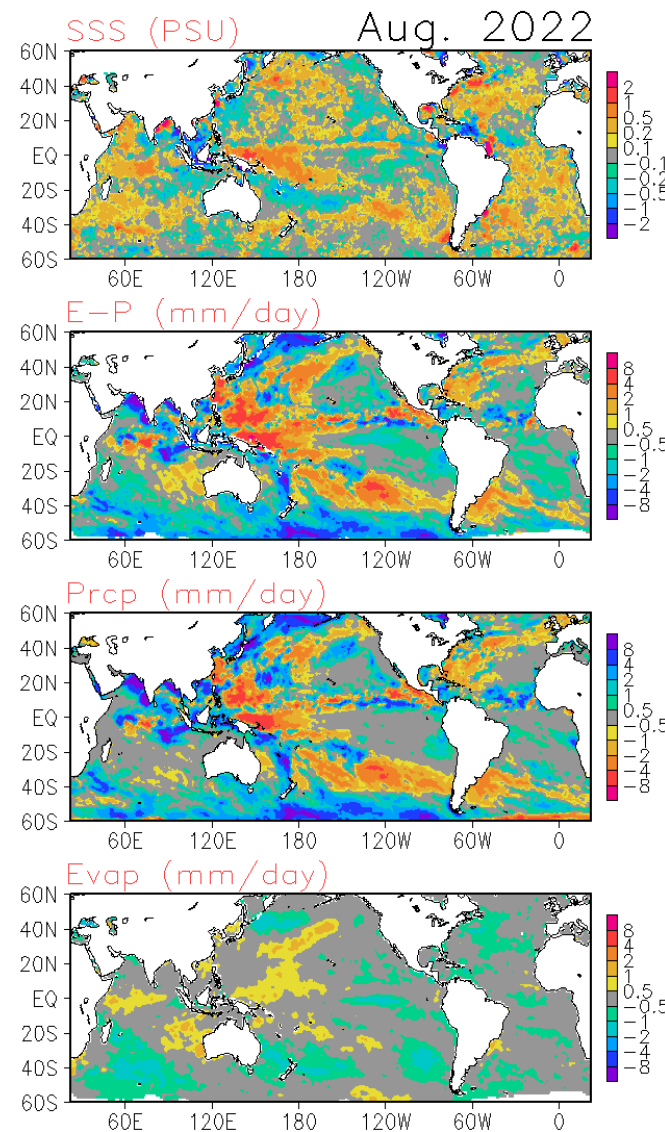 SSS (PSU) Aug. 2022
60N
40N
20N
EQ
20S
40S
60S
60E 120E 180 120W 60W 0
2
1
0.5
0.2
0.1
−0.1
−0.2
−0.5
−1
−2
E−P (mm/day)
60N
40N
20N
EQ
20S
40S
60S
60E 120E 180 120W 60W 0
8
4
2
1
0.5
−0.5
−1
−2
−4
−8
Prcp (mm/day)
60N
40N
20N
EQ
20S
40S
60S
60E 120E 180 120W 60W 0
8
4
2
1
0.5
−0.5
−1
−2
−4
−8
Evap (mm/day)
60N
40N
20N
EQ
20S
40S
60S
60E 120E 180 120W 60W 0
8
4
2
1
0.5
−0.5
−1
−2
−4
−8